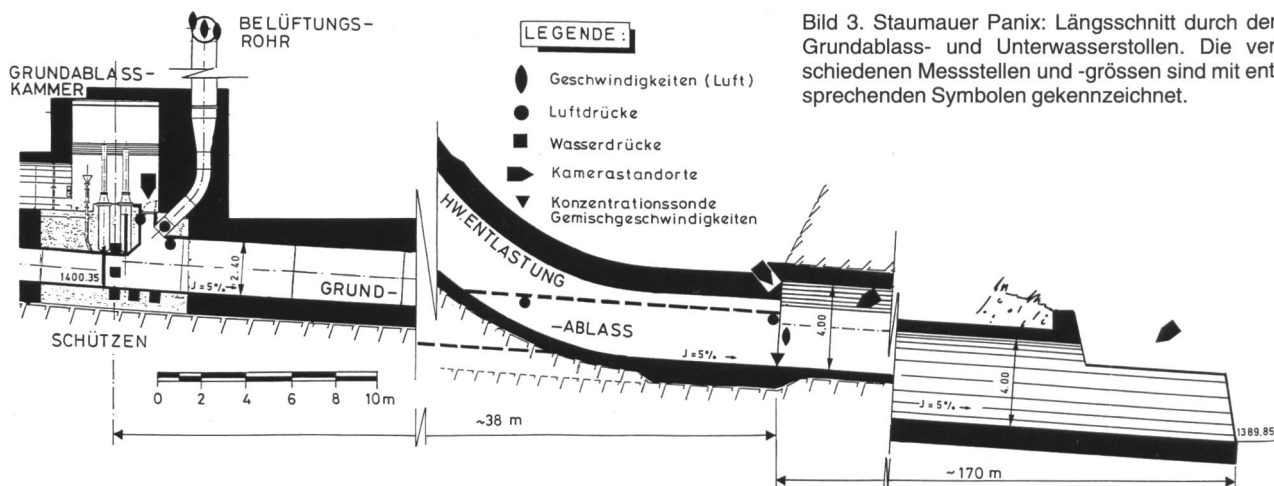 BELÜFTUNGS-
ROHR
GRUNDABLASS-
KAMMER
LEGENDE:
Geschwindigkeiten (Luft)
Luftdrücke
Wasserdrücke
Kamerastandorte
Konzentrationssonde
Gemischgeschwindigkeiten
Bild 3. Staumauer Panix: Längsschnitt durch der
Grundablass- und Unterwasserstollen. Die ver
schiedenen Messstellen und -grössen sind mit ent
sprechenden Symbolen gekennzeichnet.
HW.ENTLASTUNG
1400.35
J=5%
2.40
GRUND-
-ABLASS
J=5%
4.00
J=5%
4.00
1389.85
SCHÜTZEN
0 2 4 6 8 10 m
~38 m
~170 m